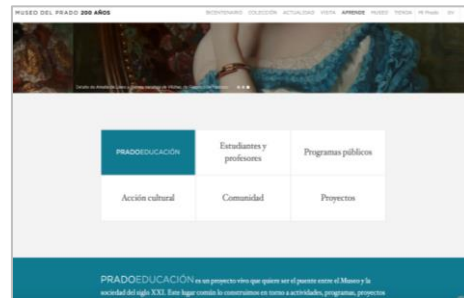 MUSEO DEL PRADO 200 AÑOS
BICENTENARIO COLECCIÓN ACTUALIDAD VISITA APRENDE MUSEO TIENDA Mi Prado EN
PRADOEDUCACIÓN
Estudiantes y
profesores
Programas públicos
Acción cultural
Comunidad
Proyectos
PRADOEDUCACIÓN es un proyecto vivo que quiere ser el puente entre el Museo y la
sociedad del siglo XXI. Este lugar común lo construimos en torno a actividades, programas, proyectos